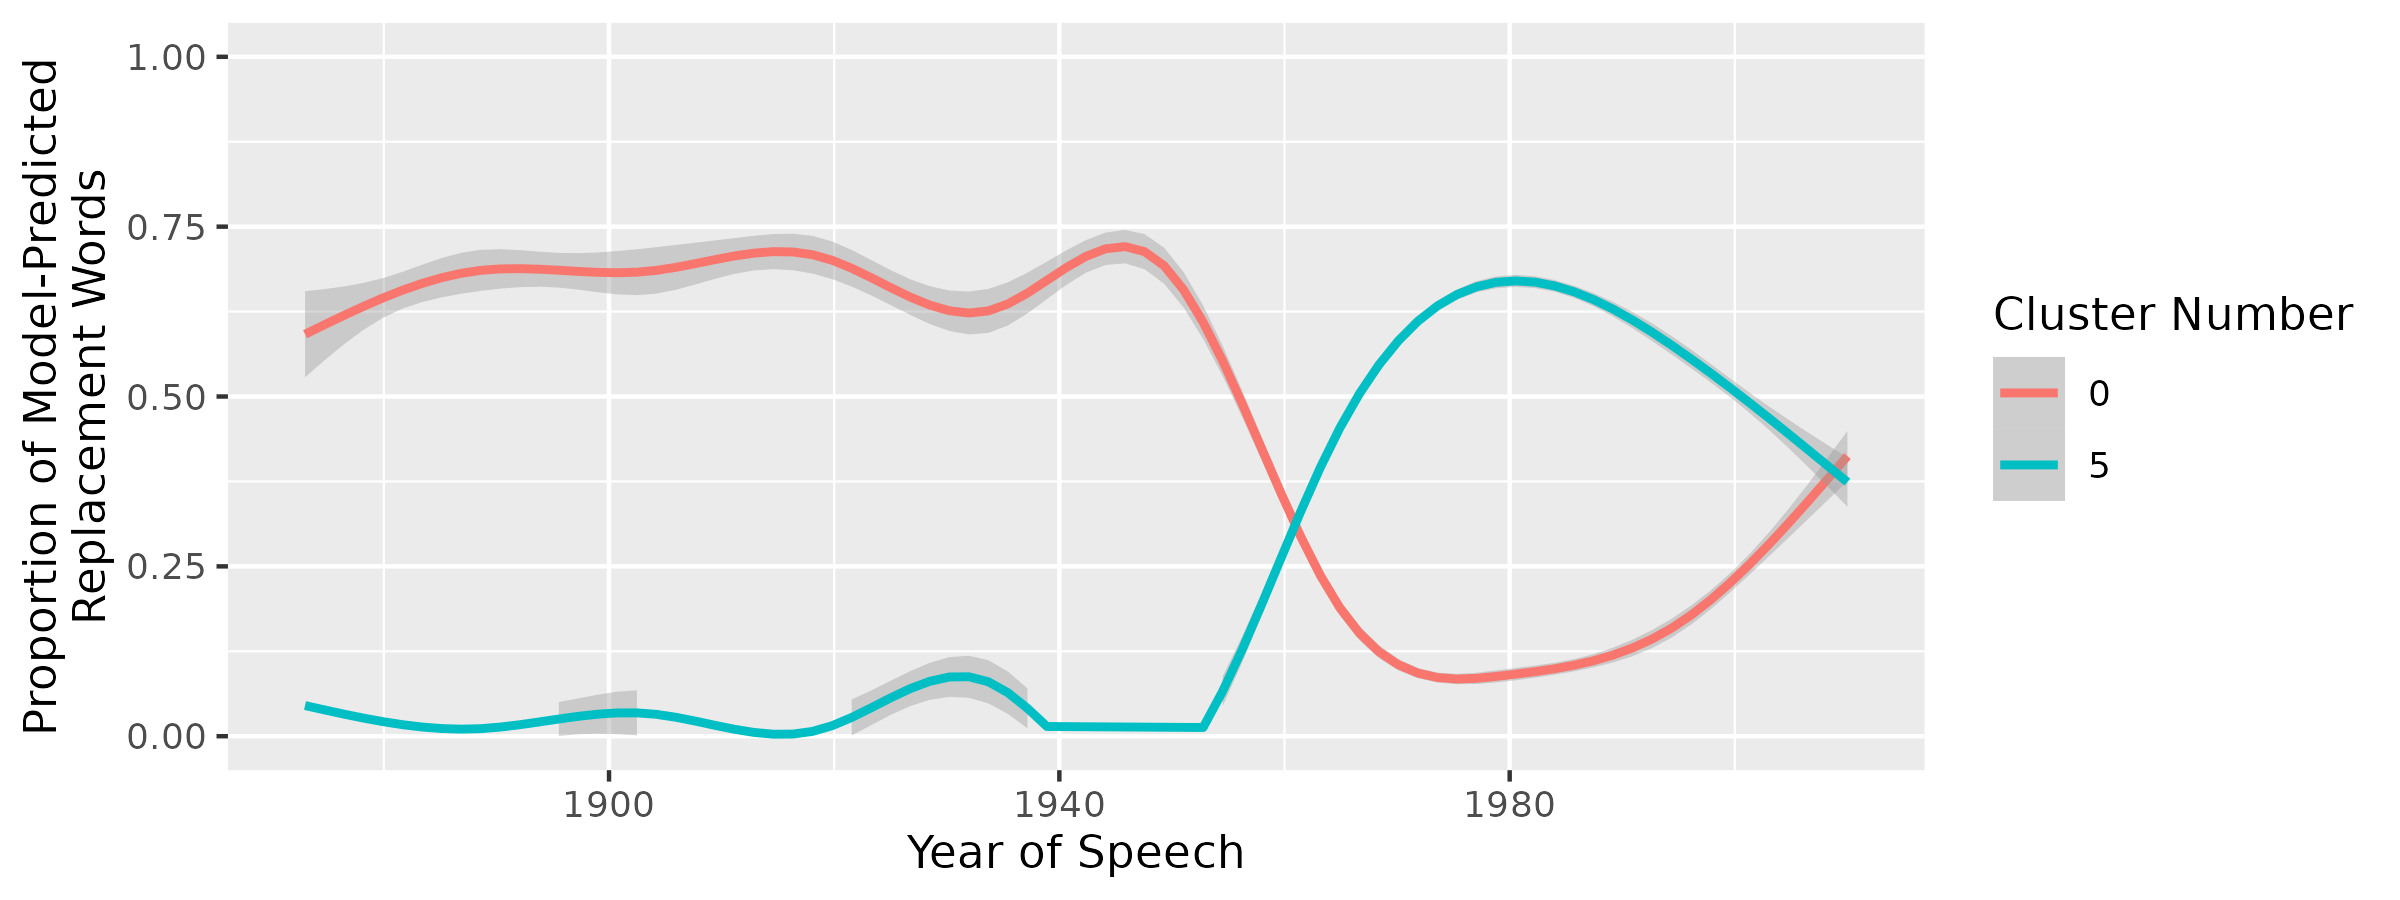 Proportion of Model-Predicted
Replacement Words
1.00
0.75
0.50
0.25
0.00
1900
1940
1980
Year of Speech
Cluster Number
0
5